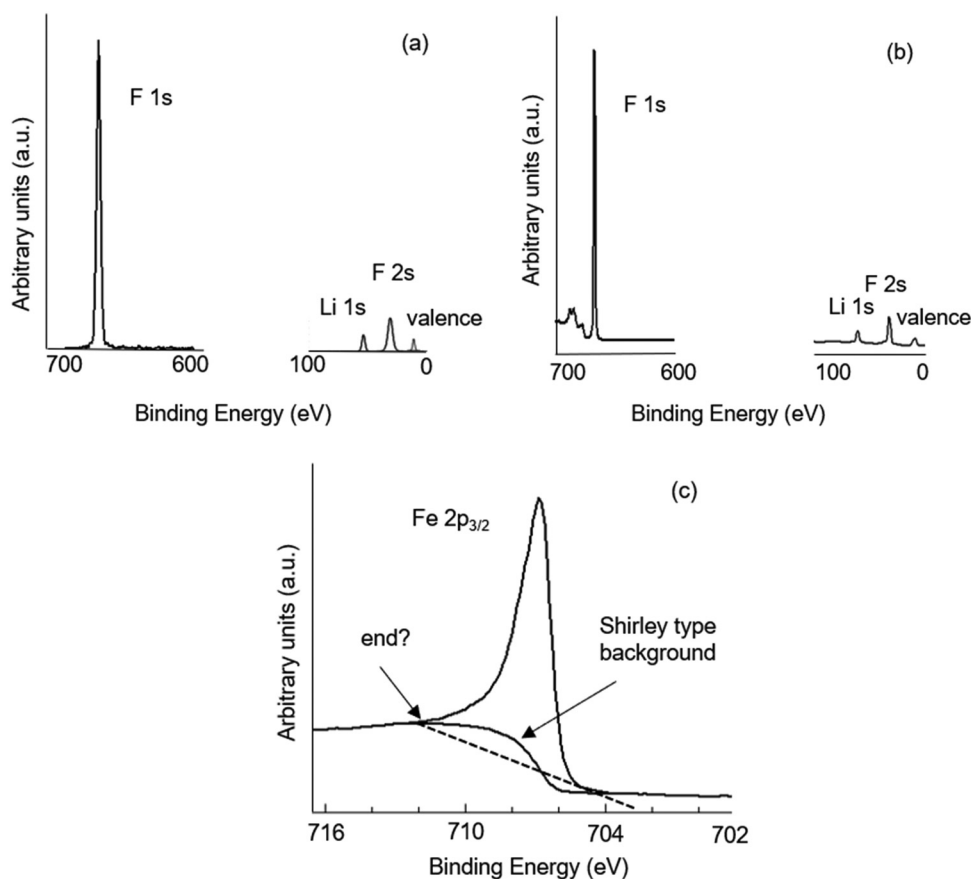 (a)
F 1s
Arbitrary units (a.u.)
F 2s
Li 1s
valence
700
600
100
0
Binding Energy (eV)
(b)
F 1s
Arbitrary units (a.u.)
F 2s
Li 1s
valence
700
600
100
0
Binding Energy (eV)
(c)
Fe 2p3/2
Arbitrary units (a.u.)
end?
Shirley type
background
716
710
704
702
Binding Energy (eV)